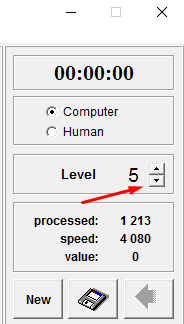 00:00:00
Computer
Human
Level 5
processed: 1 213
speed: 4 080
value: 0
New